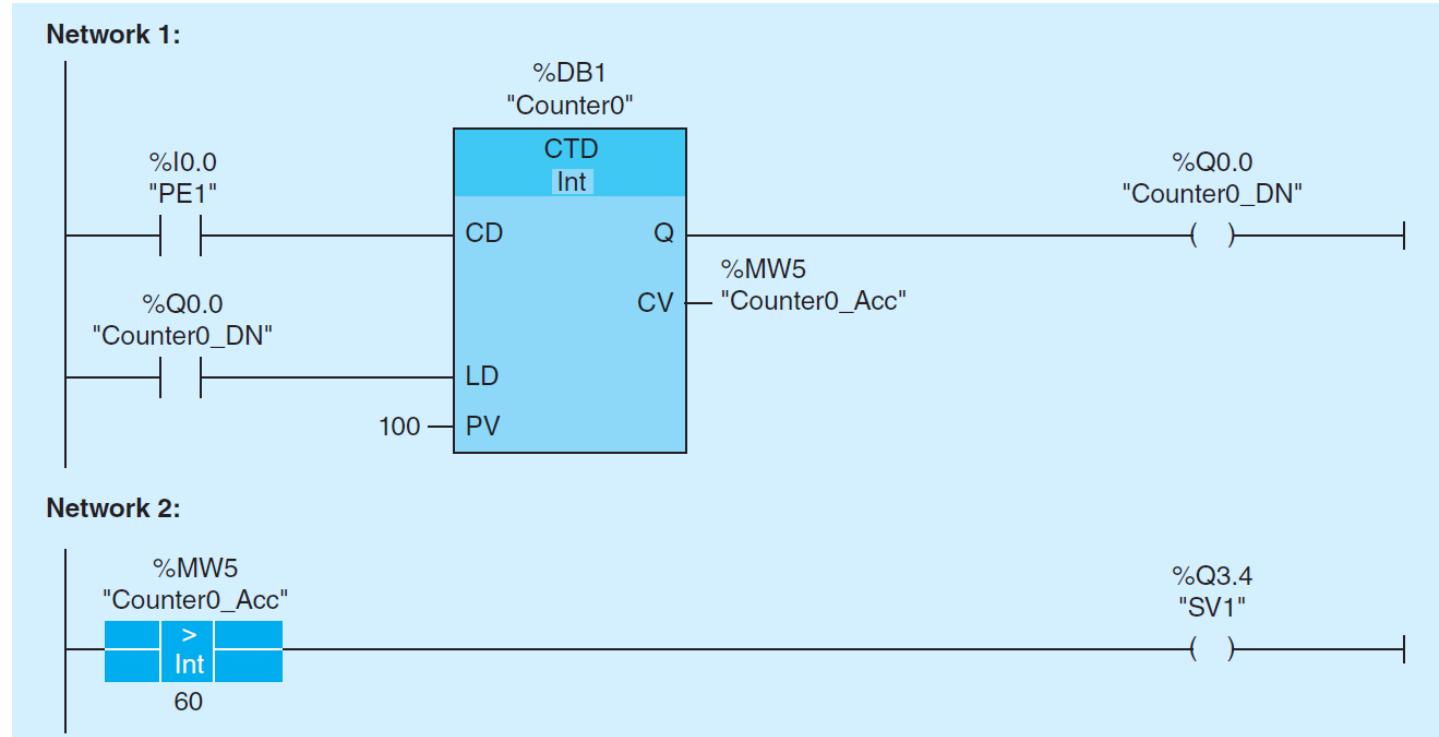 Network 1:
%DB1
"Counter0"
CTD
Int
%I0.0
"PE1"
%Q0.0
"Counter0_DN"
CD
Q
%MW5
CV
"Counter0_Acc"
%Q0.0
"Counter0_DN"
LD
100
PV
Network 2:
%MW5
"Counter0_Acc"
>
Int
60
%Q3.4
"SV1"